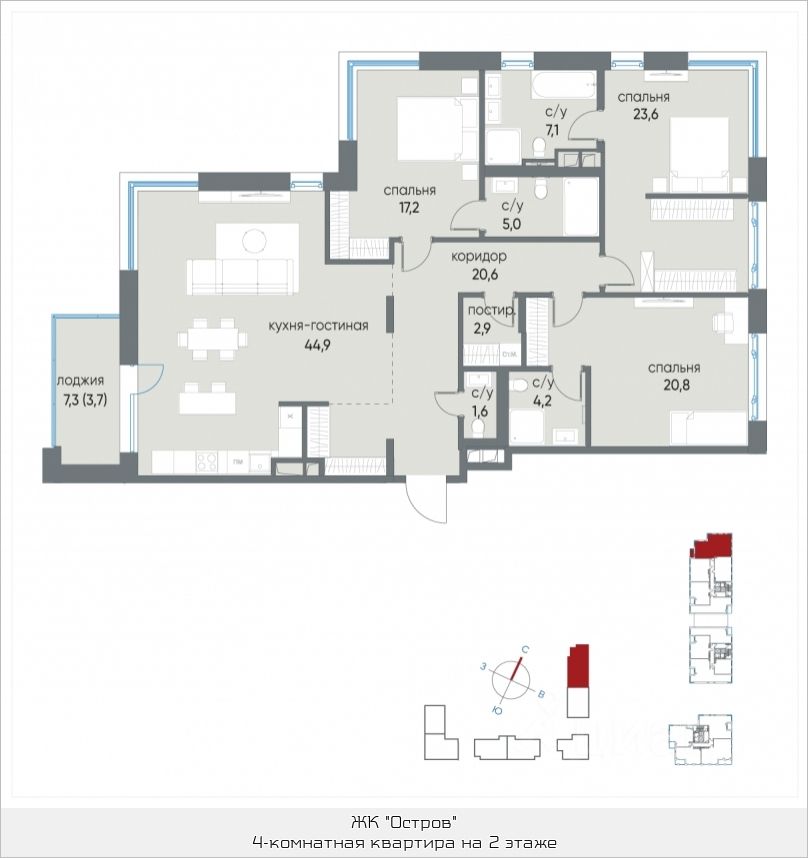 с/у
7,1
спальня
23,6
спальня
17,2
с/у
5,0
коридор
20,6
постир.
2,9
ст.м.
кухня-гостиная
44,9
лоджия
7,3 (3,7)
с/у
1,6
с/у
4,2
спальня
20,8
ж
пм
С
З
В
Ю
ЖК "Остров"
4-комнатная квартира на 2 этаже